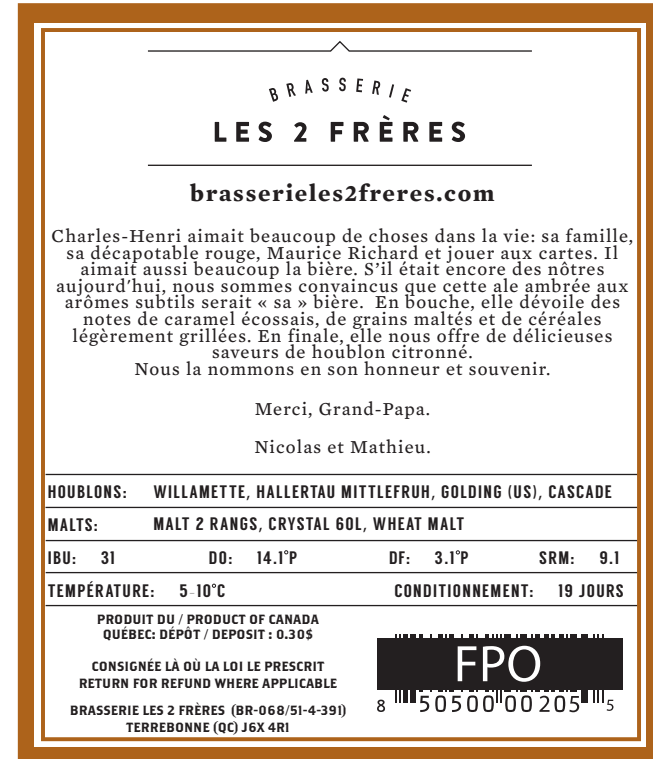 BRASSERIE
LES 2 FRÈRES
brasserieles2freres.com
Charles-Henri aimait beaucoup de choses dans la vie: sa famille,
sa décapotable rouge, Maurice Richard et jouer aux cartes. Il
aimait aussi beaucoup la bière. S’il était encore des nôtres
aujourd’hui, nous sommes convaincus que cette ale ambrée aux
arômes subtils serait « sa » bière. En bouche, elle dévoile des
notes de caramel écossais, de grains maltés et de céréales
légèrement grillées. En finale, elle nous offre de délicieuses
saveurs de houblon citronné.
Nous la nommons en son honneur et souvenir.
Merci, Grand-Papa.
Nicolas et Mathieu.
HOUBLONS: WILLAMETTE, HALLERTAU MITTLEFRUH, GOLDING (US), CASCADE
MALTS: MALT 2 RANGS, CRYSTAL 60L, WHEAT MALT
IBU: 31 DO: 14.1°P DF: 3.1°P SRM: 9.1
TEMPÉRATURE: 5-10°C CONDITIONNEMENT: 19 JOURS
PRODUIT DU / PRODUCT OF CANADA
QUÉBEC: DÉPÔT / DEPOSIT : 0.30$
CONSIGNÉE LÀ OÙ LA LOI LE PRESCRIT
RETURN FOR REFUND WHERE APPLICABLE
BRASSERIE LES 2 FRÈRES (BR-068/51-4-391)
TERREBONNE (QC) J6X 4R1
FPO
8 50500 00205 5